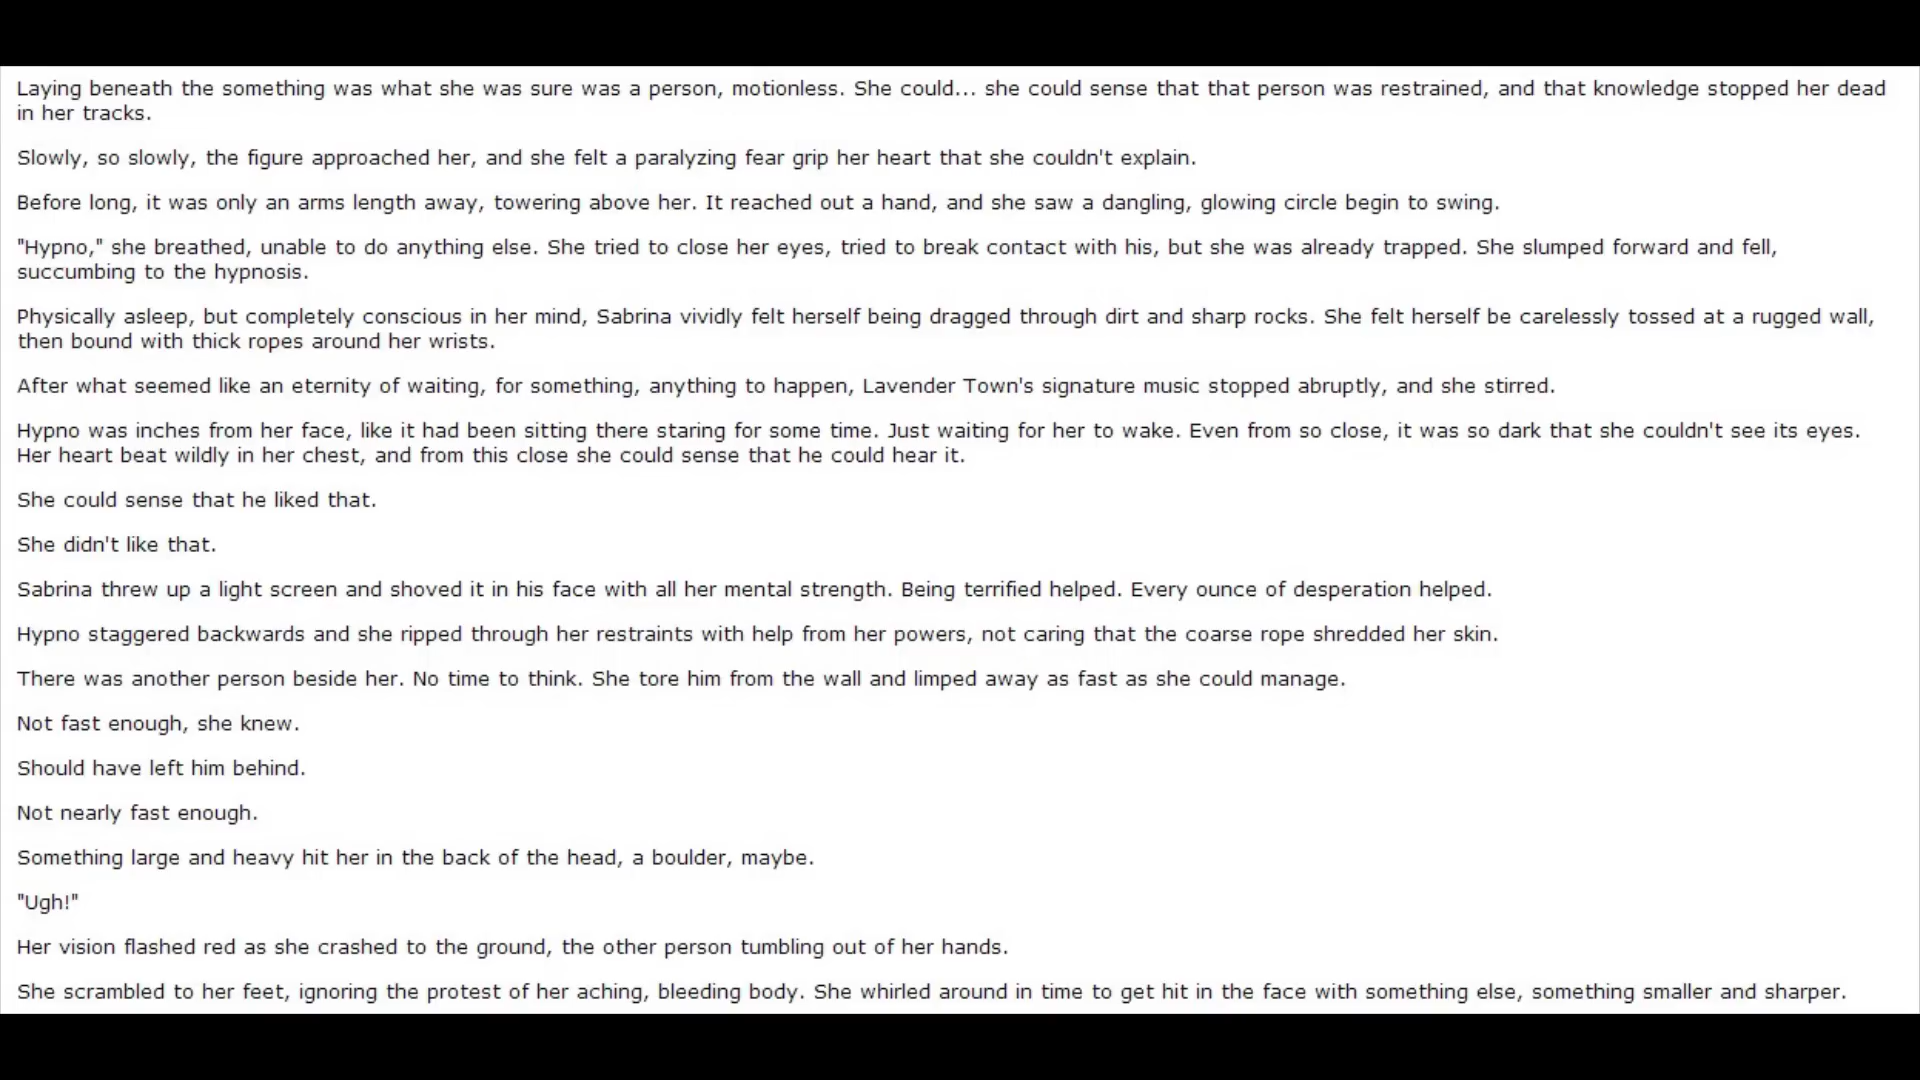 Laying beneath the something was what she was sure was a person, motionless. She could... she could sense that that person was restrained, and that knowledge stopped her dead
in her tracks.
Slowly, so slowly, the figure approached her, and she felt a paralyzing fear grip her heart that she couldn't explain.
Before long, it was only an arms length away, towering above her. It reached out a hand, and she saw a dangling, glowing circle begin to swing.
"Hypno," she breathed, unable to do anything else. She tried to close her eyes, tried to break contact with his, but she was already trapped. She slumped forward and fell,
succumbing to the hypnosis.
Physically asleep, but completely conscious in her mind, Sabrina vividly felt herself being dragged through dirt and sharp rocks. She felt herself be carelessly tossed at a rugged wall,
then bound with thick ropes around her wrists.
After what seemed like an eternity of waiting, for something, anything to happen, Lavender Town's signature music stopped abruptly, and she stirred.
Hypno was inches from her face, like it had been sitting there staring for some time. Just waiting for her to wake. Even from so close, it was so dark that she couldn't see its eyes.
Her heart beat wildly in her chest, and from this close she could sense that he could hear it.
She could sense that he liked that.
She didn't like that.
Sabrina threw up a light screen and shoved it in his face with all her mental strength. Being terrified helped. Every ounce of desperation helped.
Hypno staggered backwards and she ripped through her restraints with help from her powers, not caring that the coarse rope shredded her skin.
There was another person beside her. No time to think. She tore him from the wall and limped away as fast as she could manage.
Not fast enough, she knew.
Should have left him behind.
Not nearly fast enough.
Something large and heavy hit her in the back of the head, a boulder, maybe.
"Ugh!"
Her vision flashed red as she crashed to the ground, the other person tumbling out of her hands.
She scrambled to her feet, ignoring the protest of her aching, bleeding body. She whirled around in time to get hit in the face with something else, something smaller and sharper.